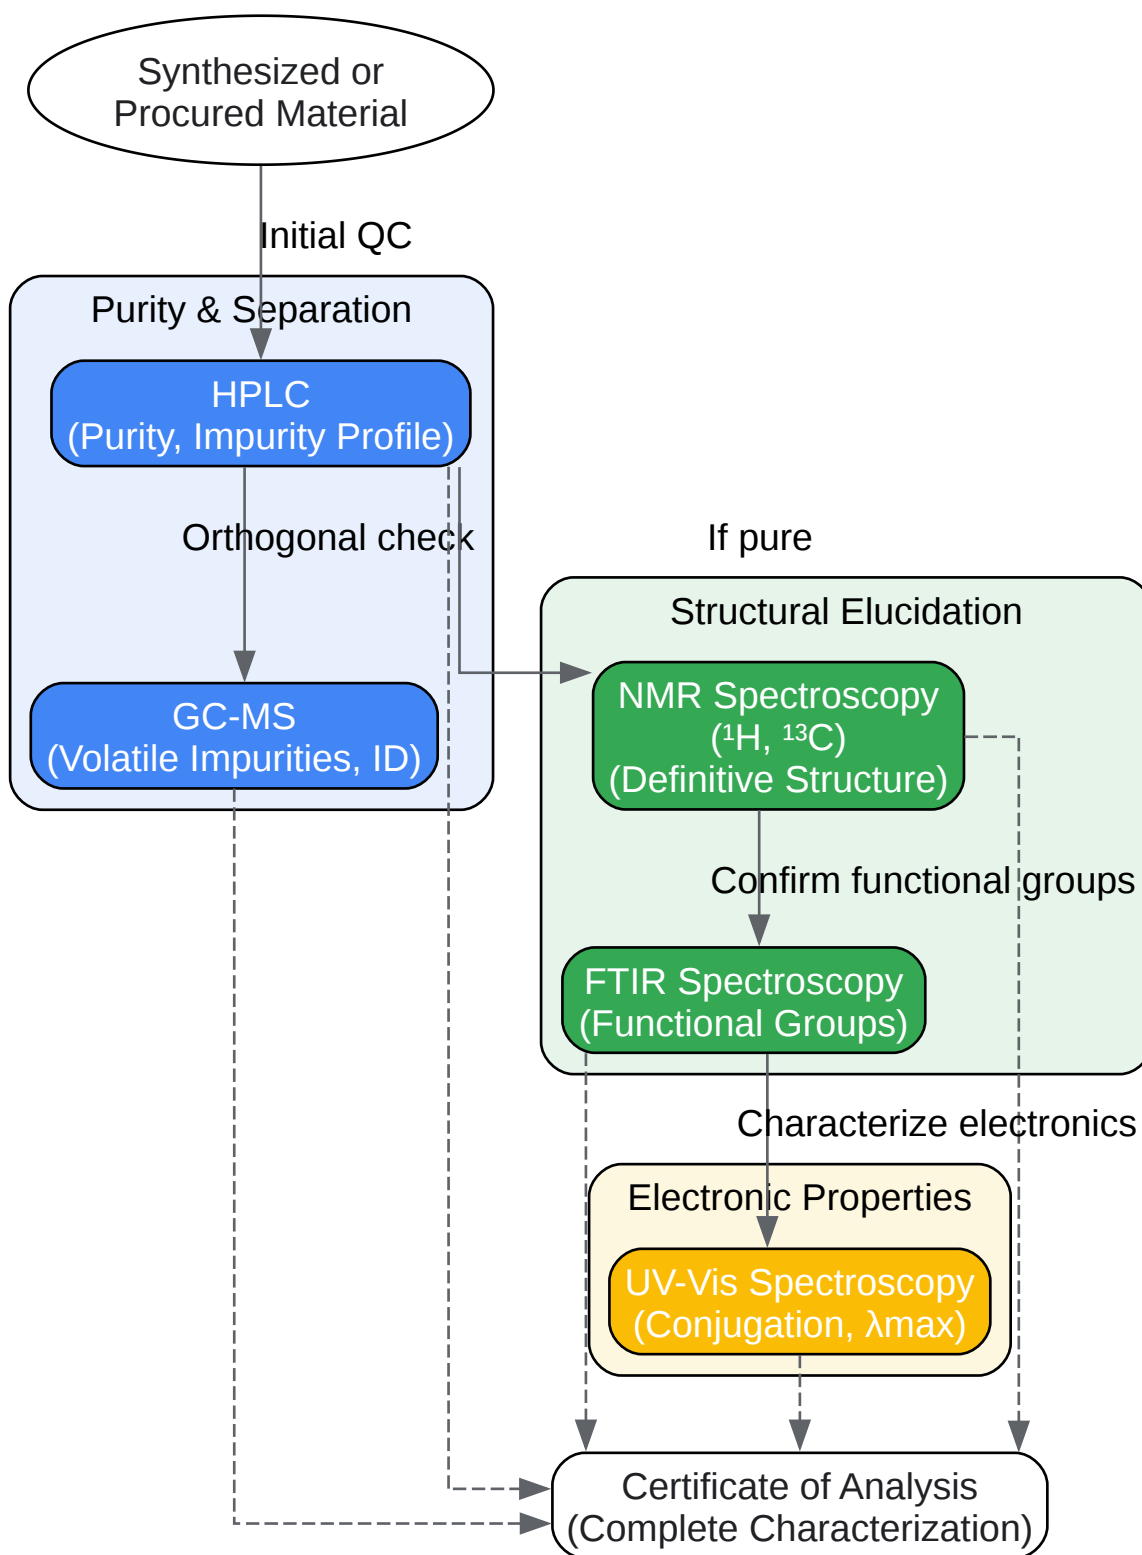 Synthesized or
Procured Material
Initial QC
Purity & Separation
HPLC
(Purity, Impurity Profile)
Orthogonal check
If pure
Structural Elucidation
NMR Spectroscopy
(¹H, ¹³C)
(Definitive Structure)
GC-MS
(Volatile Impurities, ID)
Confirm functional groups
FTIR Spectroscopy
(Functional Groups)
Characterize electronics
Electronic Properties
UV-Vis Spectroscopy
(Conjugation, λmax)
Certificate of Analysis
(Complete Characterization)